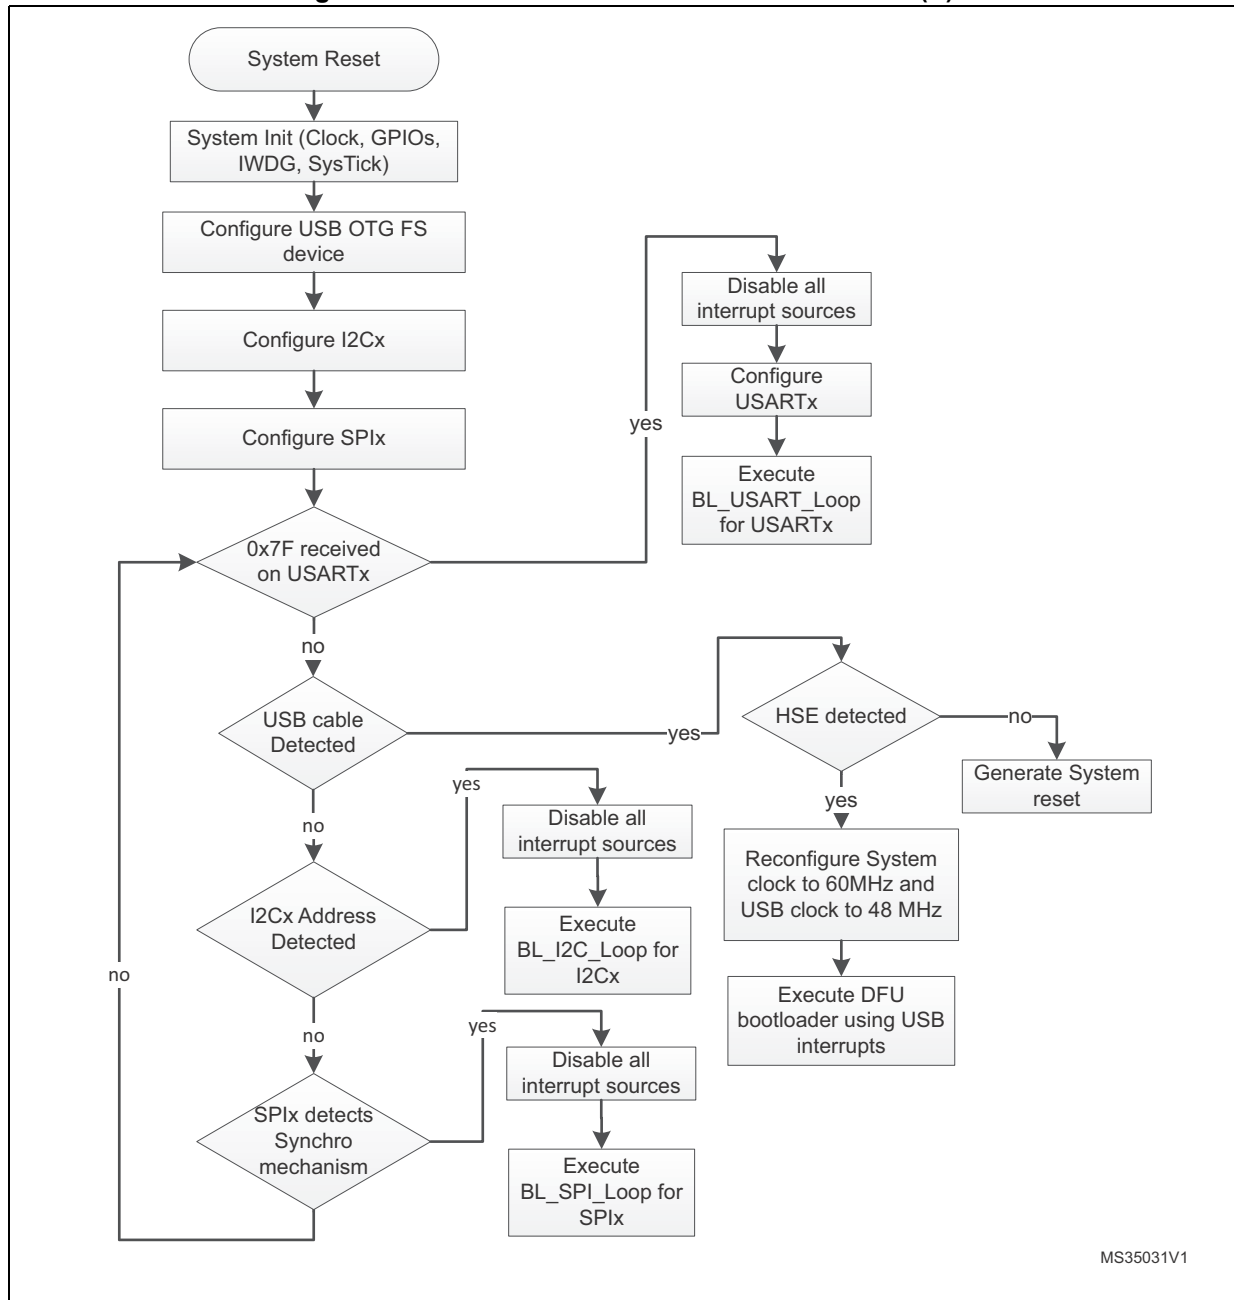 System Reset
System Init (Clock, GPIOs,
IWDG, SysTick)
Configure USB OTG FS
device
Configure I2Cx
Configure SPIx
0x7F received
on USARTx
yes
Disable all
interrupt sources
Configure
USARTx
Execute
BL_USART_Loop
for USARTx
no
USB cable
Detected
yes
HSE detected
no
Generate System
reset
yes
Reconfigure System
clock to 60MHz and
USB clock to 48 MHz
Execute DFU
bootloader using USB
interrupts
no
I2Cx Address
Detected
yes
Disable all
interrupt sources
Execute
BL_I2C_Loop for
I2Cx
no
SPIx detects
Synchro
mechanism
yes
Disable all
interrupt sources
Execute
BL_SPI_Loop for
SPIx
no
MS35031V1